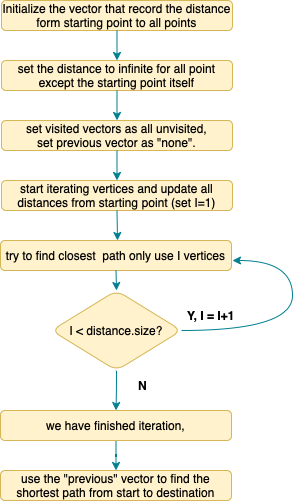 Initialize the vector that record the distance
form starting point to all points
set the distance to infinite for all point
except the starting point itself
set visited vectors as all unvisited,
set previous vector as "none".
start iterating vertices and update all
distances from starting point (set I=1)
try to find closest path only use I vertices
I < distance.size?
Y, I = I+1
N
we have finished iteration,
use the "previous" vector to find the
shortest path from start to destination